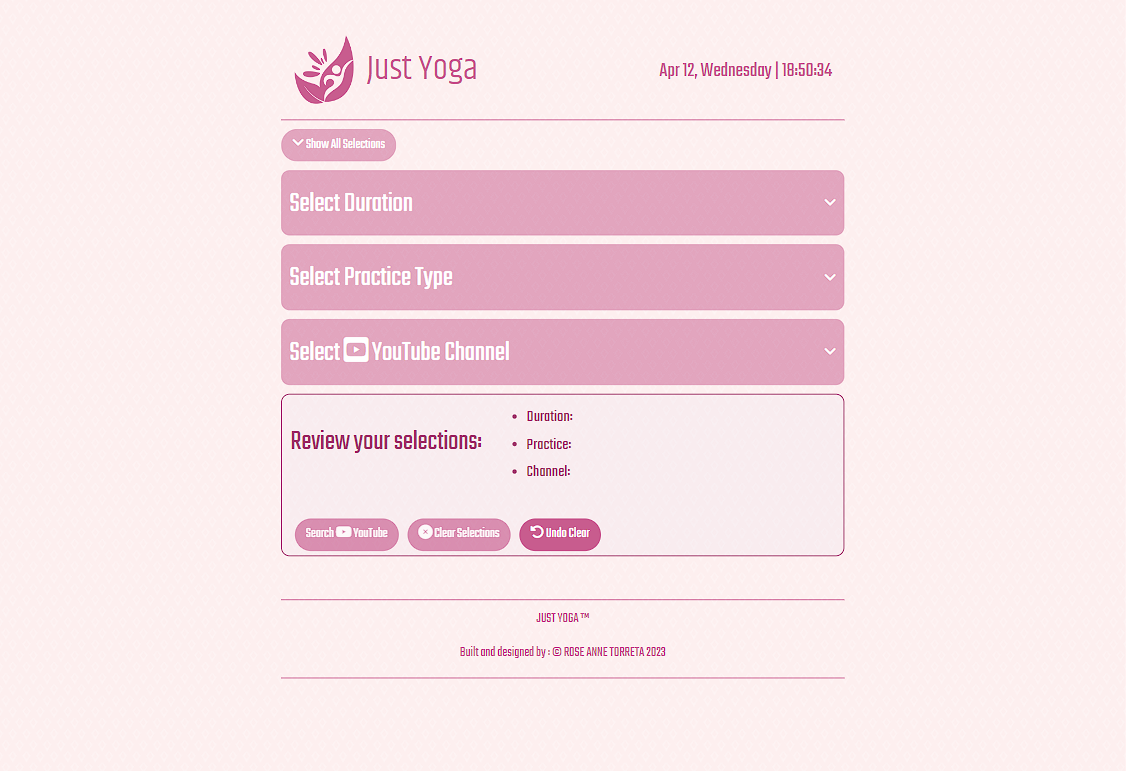 Just Yoga
Apr 12, Wednesday | 18:50:34
Show All Selections
Select Duration
Select Practice Type
Select YouTube Channel
Review your selections:
Duration:
Practice:
Channel:
Search YouTube
Clear Selections
Undo Clear
JUST YOGA ™
Built and designed by : © ROSE ANNE TORRETA 2023